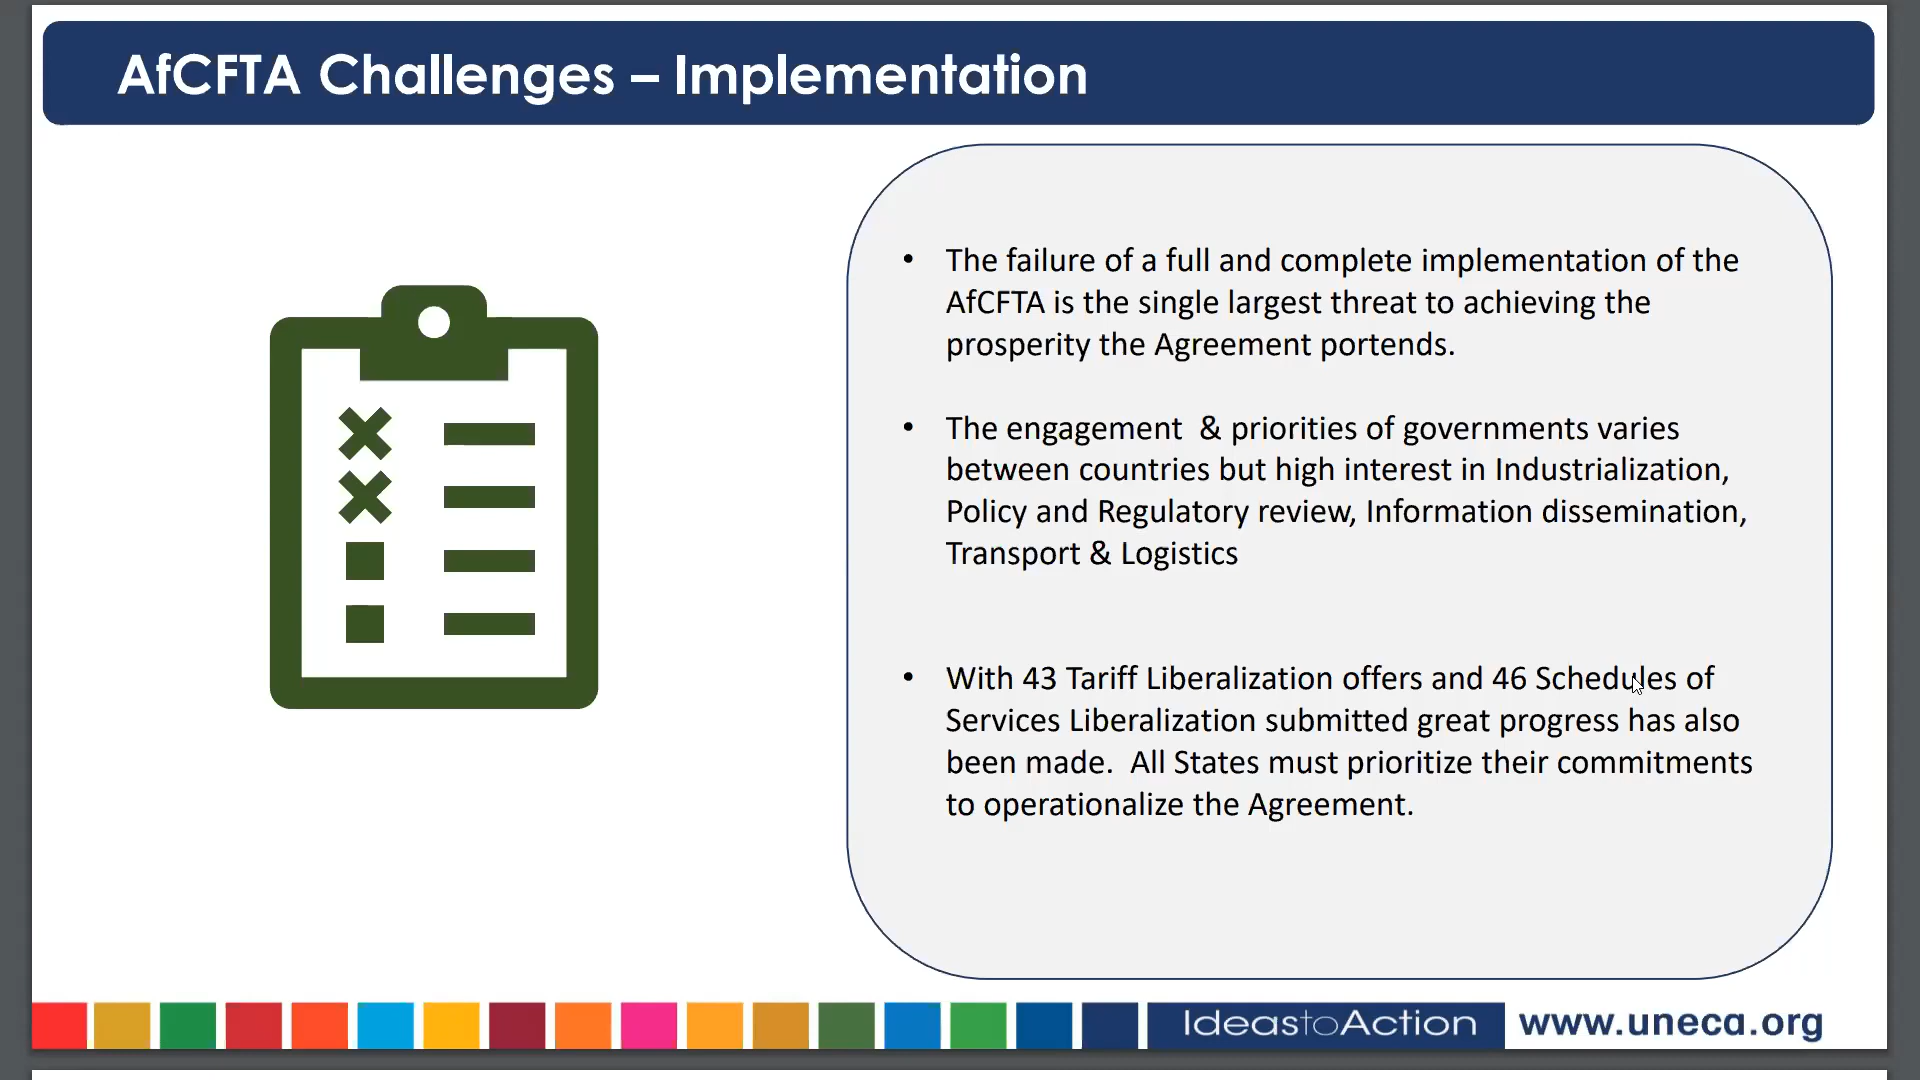 AfCFTA Challenges – Implementation
• The failure of a full and complete implementation of the
AfCFTA is the single largest threat to achieving the
prosperity the Agreement portends.
• The engagement  & priorities of governments varies
between countries but high interest in Industrialization,
Policy and Regulatory review, Information dissemination,
Transport & Logistics
• With 43 Tariff Liberalization offers and 46 Schedules of
Services Liberalization submitted great progress has also
been made.  All States must prioritize their commitments
to operationalize the Agreement.
IdeastoAction
www.uneca.org